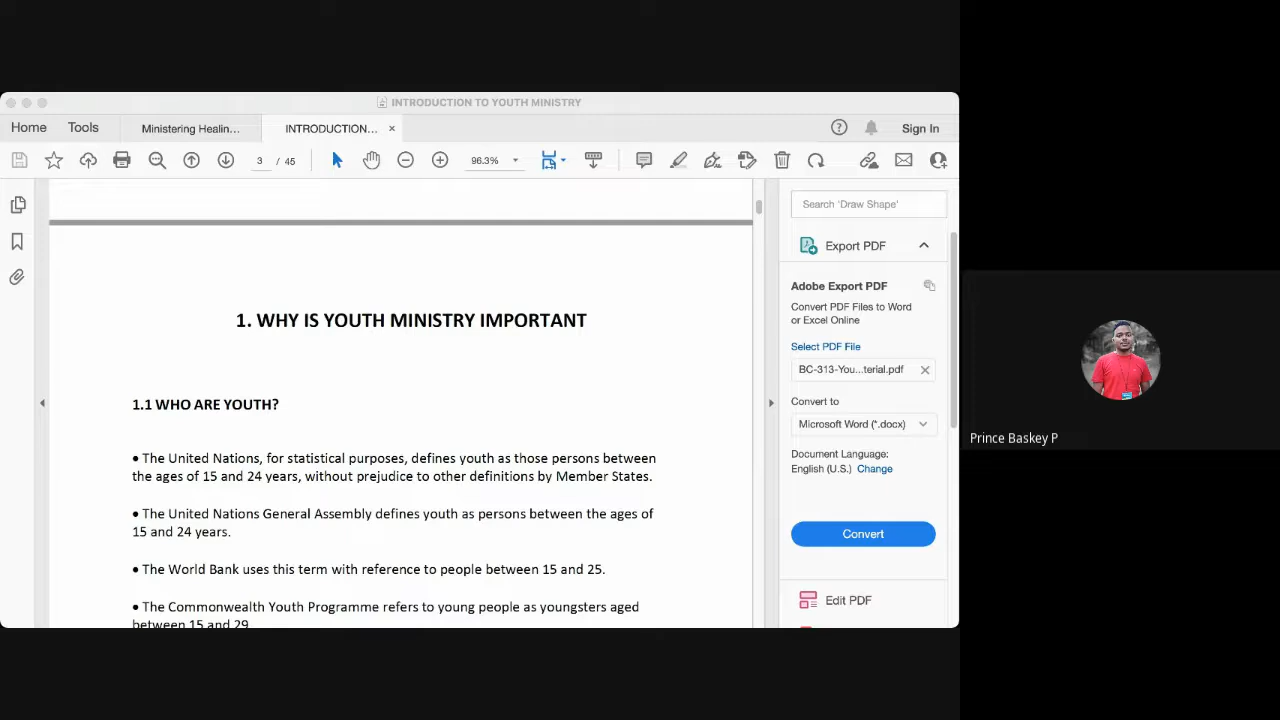 INTRODUCTION TO YOUTH MINISTRY
Home
Tools
Ministering Healin...
INTRODUCTION...
Sign In
3 / 45
96.3%
1. WHY IS YOUTH MINISTRY IMPORTANT
1.1 WHO ARE YOUTH?
• The United Nations, for statistical purposes, defines youth as those persons between
the ages of 15 and 24 years, without prejudice to other definitions by Member States.
• The United Nations General Assembly defines youth as persons between the ages of
15 and 24 years.
• The World Bank uses this term with reference to people between 15 and 25.
• The Commonwealth Youth Programme refers to young people as youngsters aged
between 15 and 29
Search 'Draw Shape'
Export PDF
Adobe Export PDF
Convert PDF Files to Word
or Excel Online
Select PDF File
BC-313-You...terial.pdf
Convert to
Microsoft Word (*.docx)
Document Language:
English (U.S.) Change
Convert
Edit PDF
Prince Baskey P